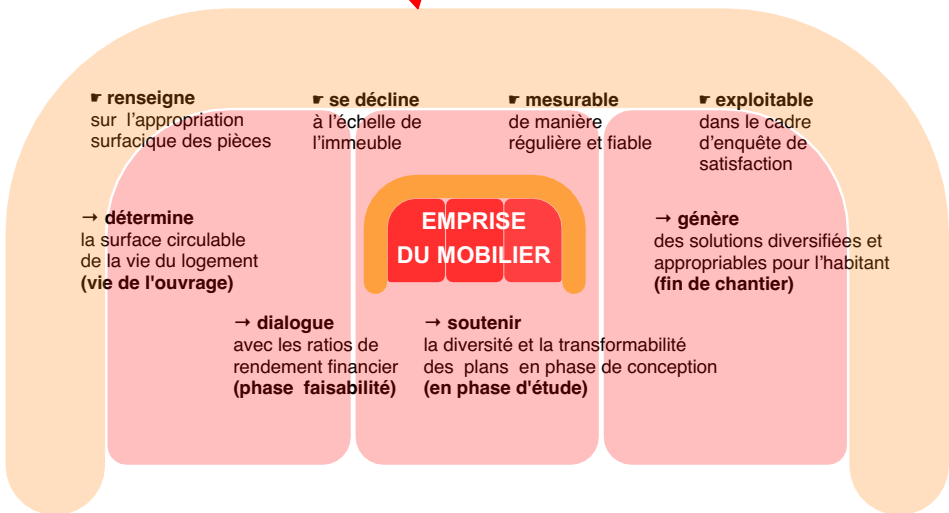 ☛ renseigne
sur l’appropriation
surfacique des pièces
☛ se décline
à l’échelle de
l’immeuble
☛ mesurable
de manière
régulière et fiable
☛ exploitable
dans le cadre
d’enquête de
satisfaction
EMPRISE
DU MOBILIER
→ détermine
la surface circulable
de la vie du logement
(vie de l'ouvrage)
→ génère
des solutions diversifiées et
appropriables pour l’habitant
(fin de chantier)
→ dialogue
avec les ratios de
rendement financier
(phase faisabilité)
→ soutenir
la diversité et la transformabilité
des plans en phase de conception
(en phase d'étude)